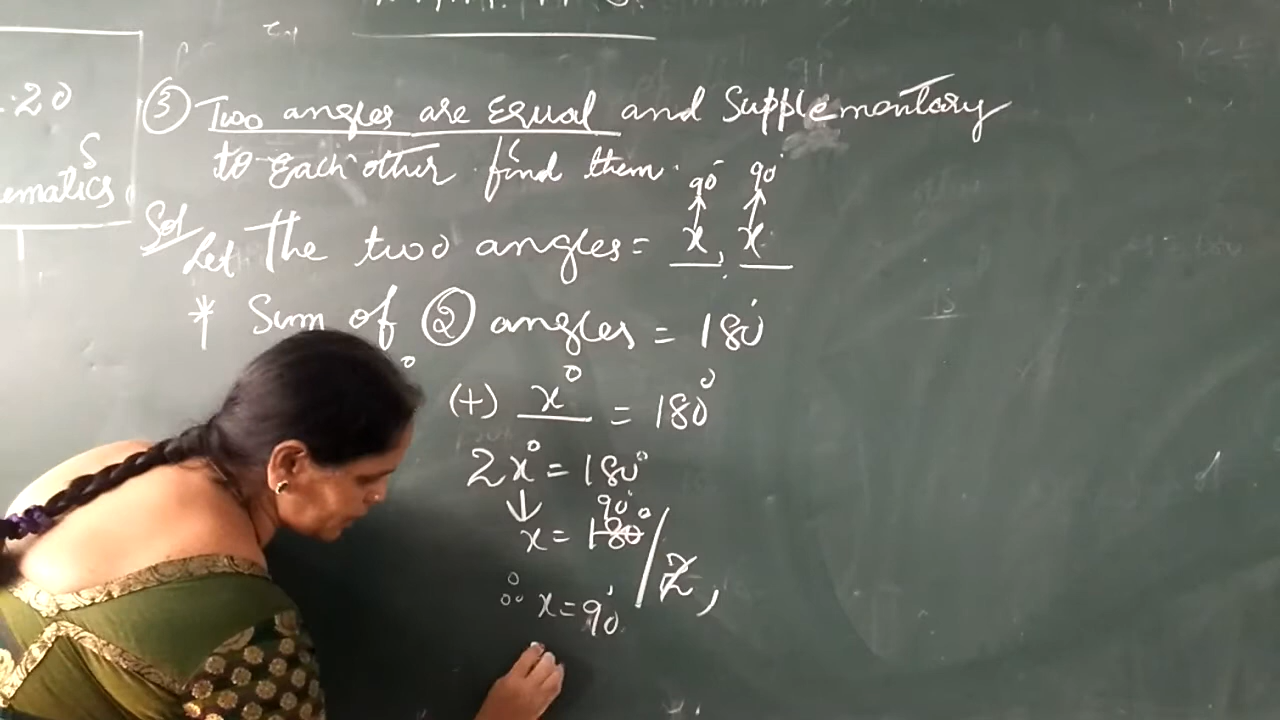 .20
S
ematics
③ Two angles are Equal and Supplementary
to Each other. find them.
90° 90°
Sol
Let The two angles = x, x
* Sum of ② angles = 180°
(+) x° = 180°
2x° = 180°
↓ 90°
x = 180°/2,
∴ x = 90°